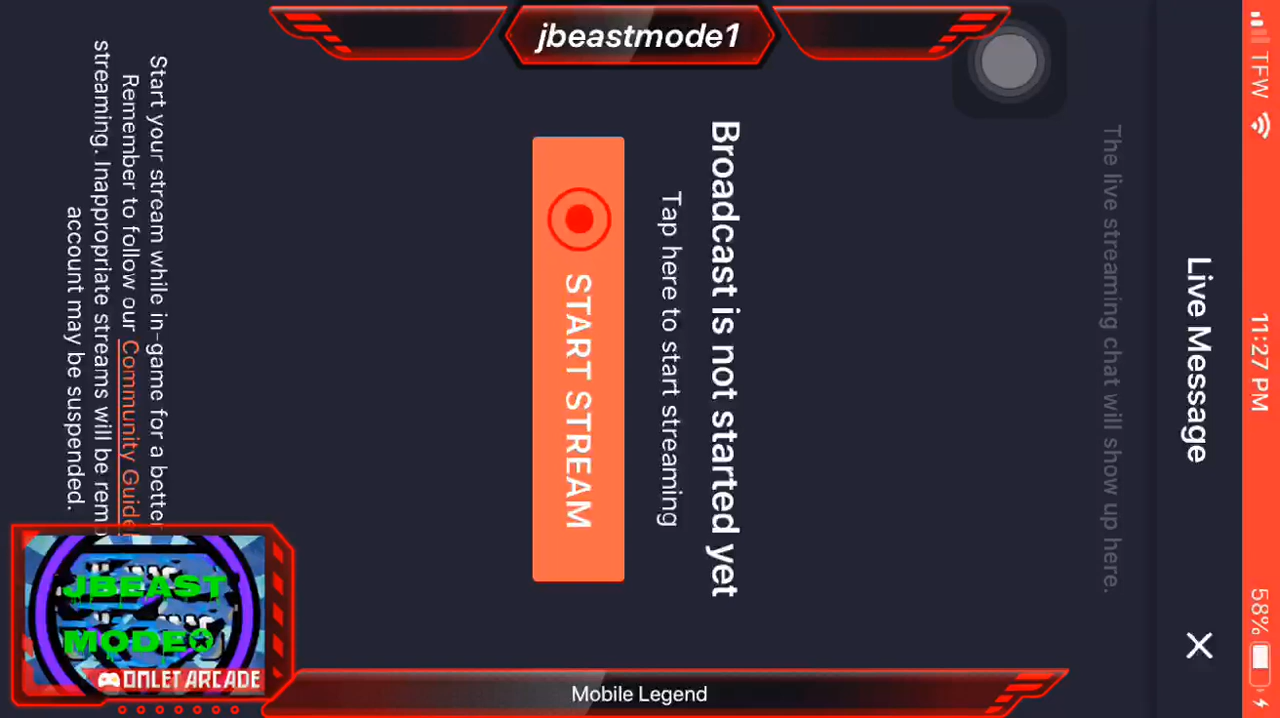 jbeastmode1
TFW 11:27 PM 58%
Live Message
The live streaming chat will show up here.
Broadcast is not started yet
Tap here to start streaming
START STREAM
Start your stream while in-game for a better
Remember to follow our Community Guide
streaming. Inappropriate streams will be rem
account may be suspended.
JBEAST
MODE
OMLET ARCADE
Mobile Legend